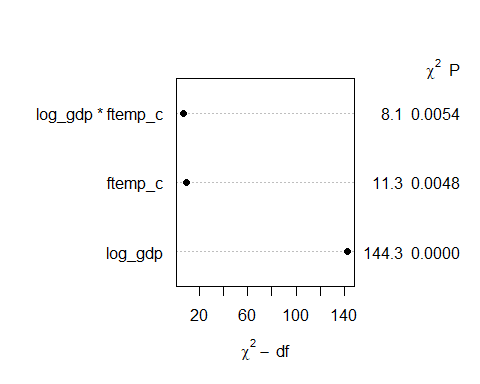 χ² P
log_gdp * ftemp_c 8.1 0.0054
ftemp_c 11.3 0.0048
log_gdp 144.3 0.0000
20 60 100 140
χ² − df